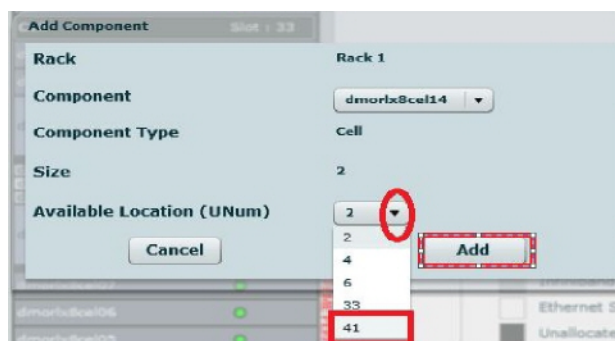 Add Component Slot : 33
Rack Rack 1
Component dmorlx8cel14
Component Type Cell
Size 2
Available Location (UNum) 2
Cancel Add
2
4
6
33
41
dmorlx8cel06
Ethernet S
Unallocate